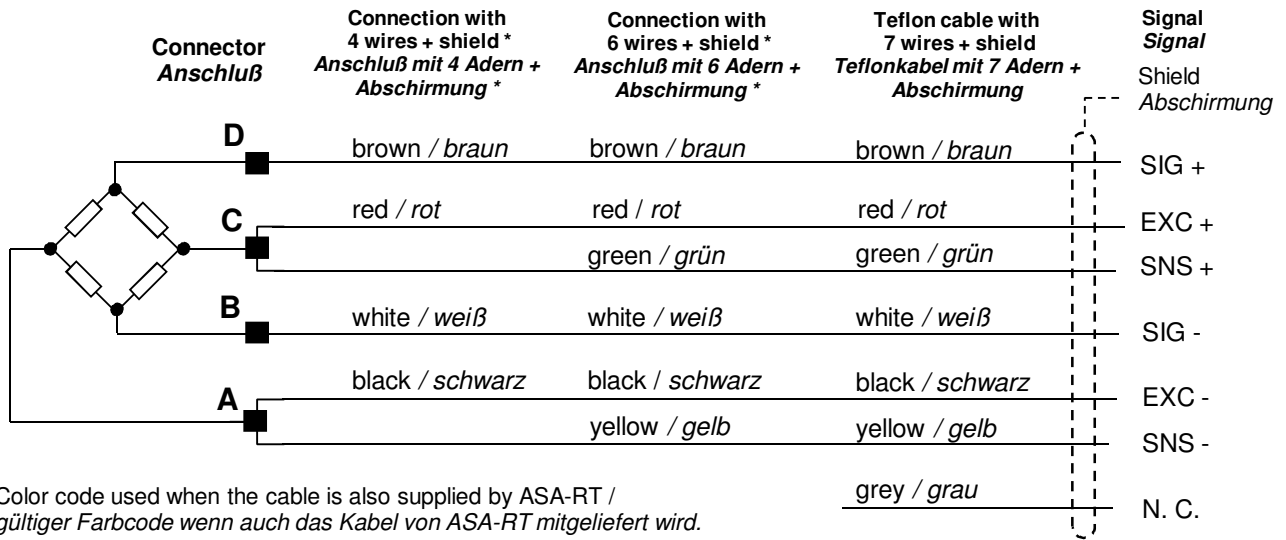 Connector
Anschluß
Connection with
4 wires + shield *
Anschluß mit 4 Adern +
Abschirmung *
Connection with
6 wires + shield *
Anschluß mit 6 Adern +
Abschirmung *
Teflon cable with
7 wires + shield
Teflonkabel mit 7 Adern +
Abschirmung
Signal
Signal
Shield
Abschirmung
D brown / braun brown / braun brown / braun SIG +
C red / rot red / rot red / rot EXC +
green / grün green / grün SNS +
B white / weiß white / weiß white / weiß SIG -
A black / schwarz black / schwarz black / schwarz EXC -
yellow / gelb yellow / gelb SNS -
grey / grau N. C.
Color code used when the cable is also supplied by ASA-RT /
gültiger Farbcode wenn auch das Kabel von ASA-RT mitgeliefert wird.